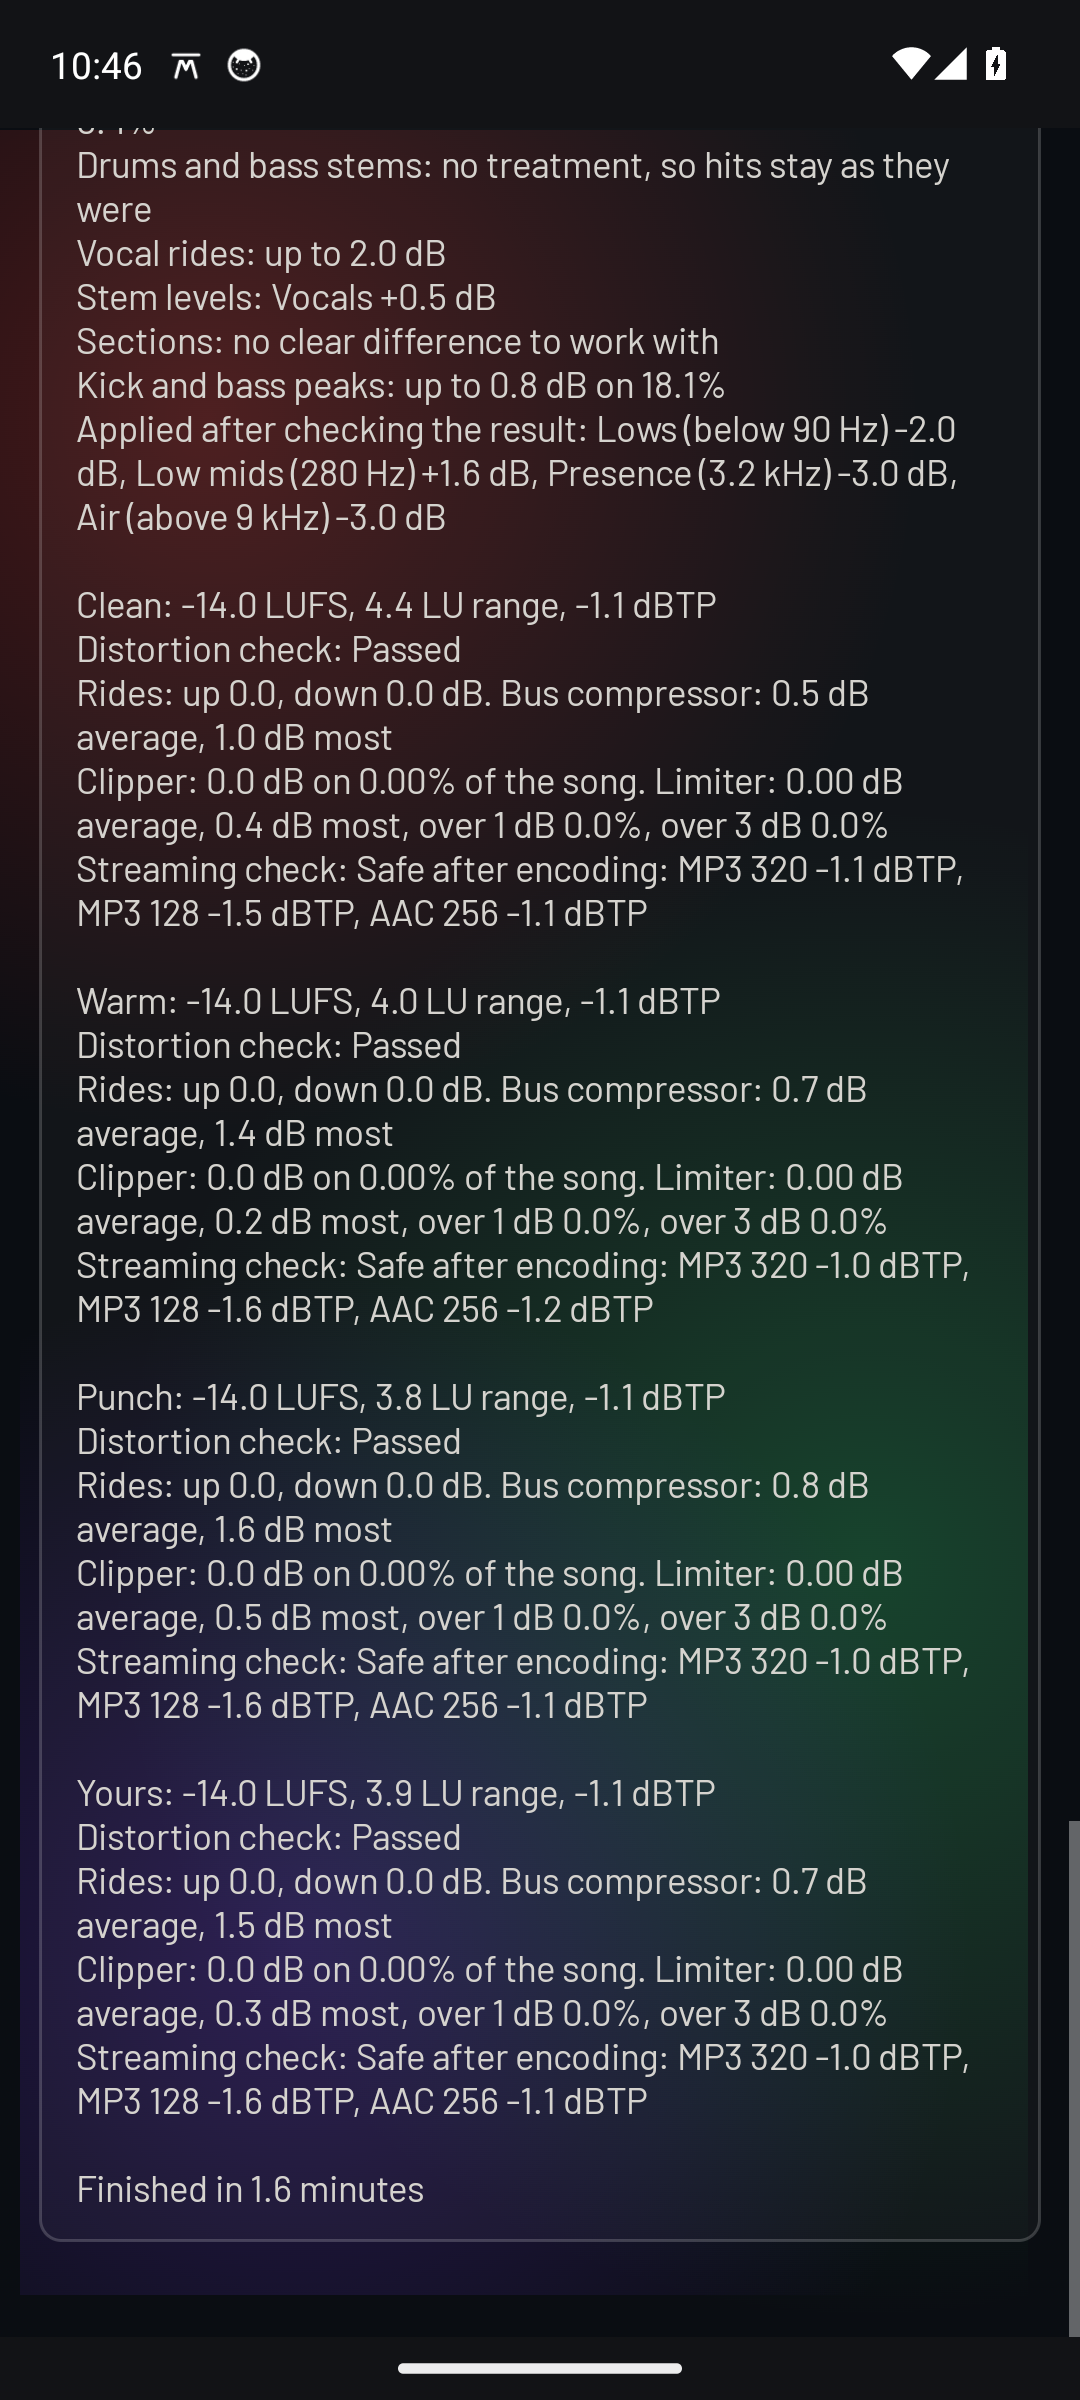 10:46
Drums and bass stems: no treatment, so hits stay as they
were
Vocal rides: up to 2.0 dB
Stem levels: Vocals +0.5 dB
Sections: no clear difference to work with
Kick and bass peaks: up to 0.8 dB on 18.1%
Applied after checking the result: Lows (below 90 Hz) -2.0
dB, Low mids (280 Hz) +1.6 dB, Presence (3.2 kHz) -3.0 dB,
Air (above 9 kHz) -3.0 dB
Clean: -14.0 LUFS, 4.4 LU range, -1.1 dBTP
Distortion check: Passed
Rides: up 0.0, down 0.0 dB. Bus compressor: 0.5 dB
average, 1.0 dB most
Clipper: 0.0 dB on 0.00% of the song. Limiter: 0.00 dB
average, 0.4 dB most, over 1 dB 0.0%, over 3 dB 0.0%
Streaming check: Safe after encoding: MP3 320 -1.1 dBTP,
MP3 128 -1.5 dBTP, AAC 256 -1.1 dBTP
Warm: -14.0 LUFS, 4.0 LU range, -1.1 dBTP
Distortion check: Passed
Rides: up 0.0, down 0.0 dB. Bus compressor: 0.7 dB
average, 1.4 dB most
Clipper: 0.0 dB on 0.00% of the song. Limiter: 0.00 dB
average, 0.2 dB most, over 1 dB 0.0%, over 3 dB 0.0%
Streaming check: Safe after encoding: MP3 320 -1.0 dBTP,
MP3 128 -1.6 dBTP, AAC 256 -1.2 dBTP
Punch: -14.0 LUFS, 3.8 LU range, -1.1 dBTP
Distortion check: Passed
Rides: up 0.0, down 0.0 dB. Bus compressor: 0.8 dB
average, 1.6 dB most
Clipper: 0.0 dB on 0.00% of the song. Limiter: 0.00 dB
average, 0.5 dB most, over 1 dB 0.0%, over 3 dB 0.0%
Streaming check: Safe after encoding: MP3 320 -1.0 dBTP,
MP3 128 -1.6 dBTP, AAC 256 -1.1 dBTP
Yours: -14.0 LUFS, 3.9 LU range, -1.1 dBTP
Distortion check: Passed
Rides: up 0.0, down 0.0 dB. Bus compressor: 0.7 dB
average, 1.5 dB most
Clipper: 0.0 dB on 0.00% of the song. Limiter: 0.00 dB
average, 0.3 dB most, over 1 dB 0.0%, over 3 dB 0.0%
Streaming check: Safe after encoding: MP3 320 -1.0 dBTP,
MP3 128 -1.6 dBTP, AAC 256 -1.1 dBTP
Finished in 1.6 minutes